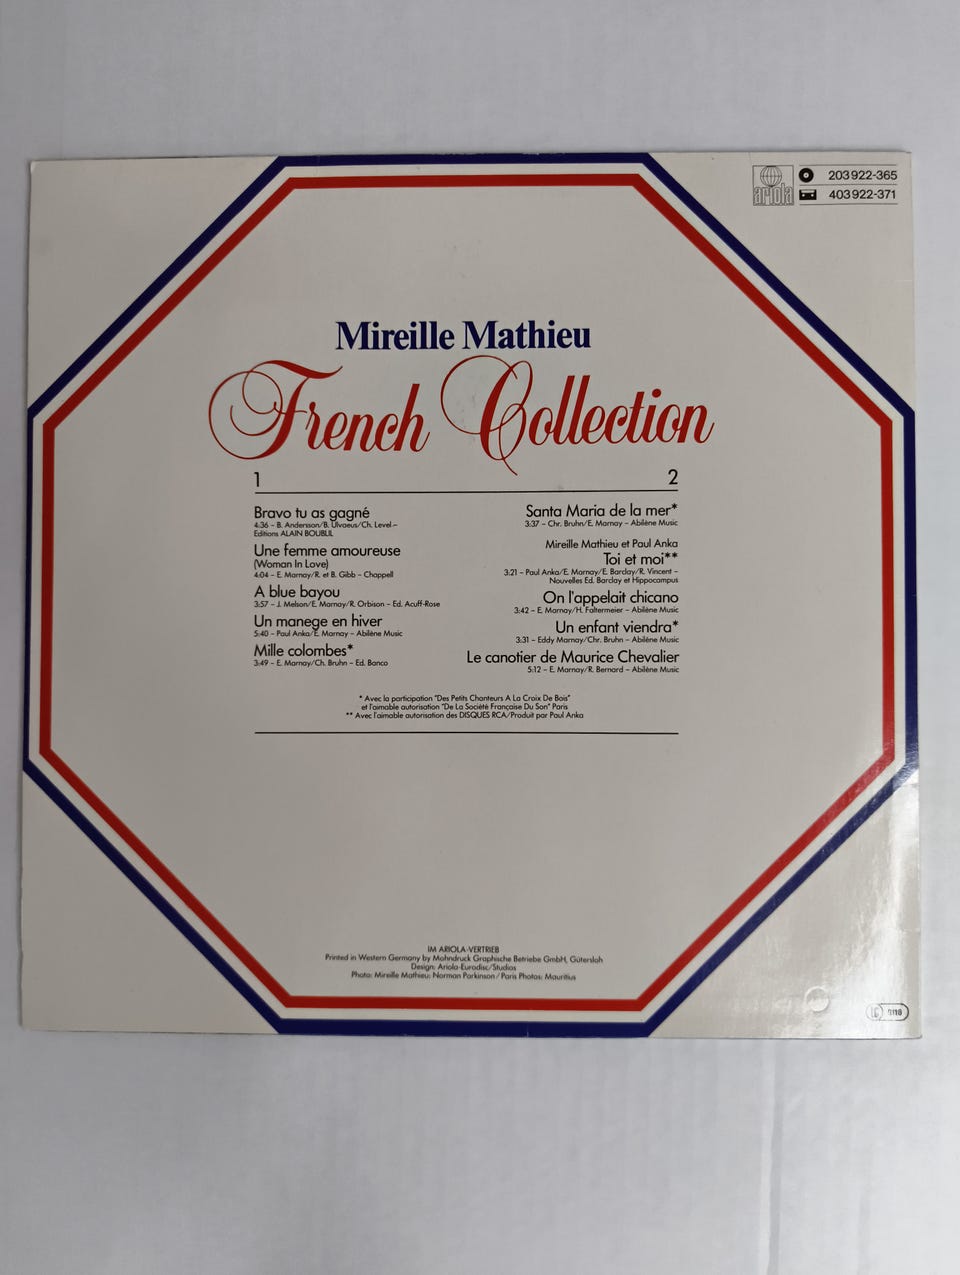 ariola
203 922-365
403 922-371
Mireille Mathieu
French Collection
1
Bravo tu as gagné
4:36 – B. Andersson/B. Ulvaeus/Ch. Level –
Editions ALAIN BOUBLIL
Une femme amoureuse
(Woman In Love)
4:04 – E. Marnay/R. et B. Gibb – Chappell
A blue bayou
3:57 – J. Melson/E. Marnay/R. Orbison – Ed. Acuff-Rose
Un manege en hiver
5:40 – Paul Anka/E. Marnay – Abilène Music
Mille colombes*
3:49 – E. Marnay/Ch. Bruhn – Ed. Banco
2
Santa Maria de la mer*
3:37 – Chr. Bruhn/E. Marnay – Abilène Music
Mireille Mathieu et Paul Anka
Toi et moi**
3:21 – Paul Anka/E. Marnay/E. Barclay/R. Vincent –
Nouvelles Ed. Barclay et Hippocampus
On l'appelait chicano
3:42 – E. Marnay/H. Faltermeier – Abilène Music
Un enfant viendra*
3:31 – Eddy Marnay/Chr. Bruhn – Abilène Music
Le canotier de Maurice Chevalier
5:12 – E. Marnay/R. Bernard – Abilène Music
* Avec la participation "Des Petits Chanteurs A La Croix De Bois"
et l'aimable autorisation "De La Société Française Du Son" Paris
** Avec l'aimable autorisation des DISQUES RCA/Produit par Paul Anka
IM ARIOLA-VERTRIEB
Printed in Western Germany by Mohndruck Graphische Betriebe GmbH, Gütersloh
Design: Ariola-Eurodisc/Studios
Photo: Mireille Mathieu: Norman Parkinson / Paris Photos: Mauritius
LC 0116